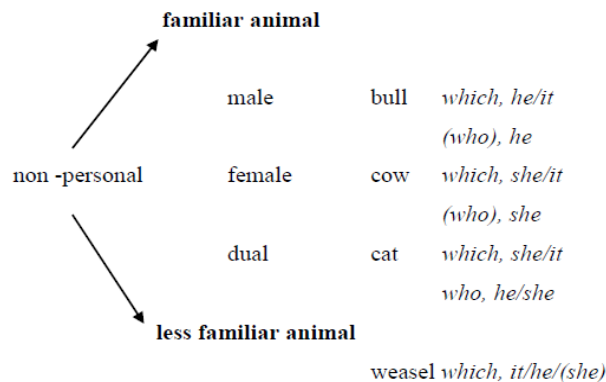 familiar animal
male bull which, he/it
(who), he
non -personal female cow which, she/it
(who), she
dual cat which, she/it
who, he/she
less familiar animal
weasel which, it/he/(she)